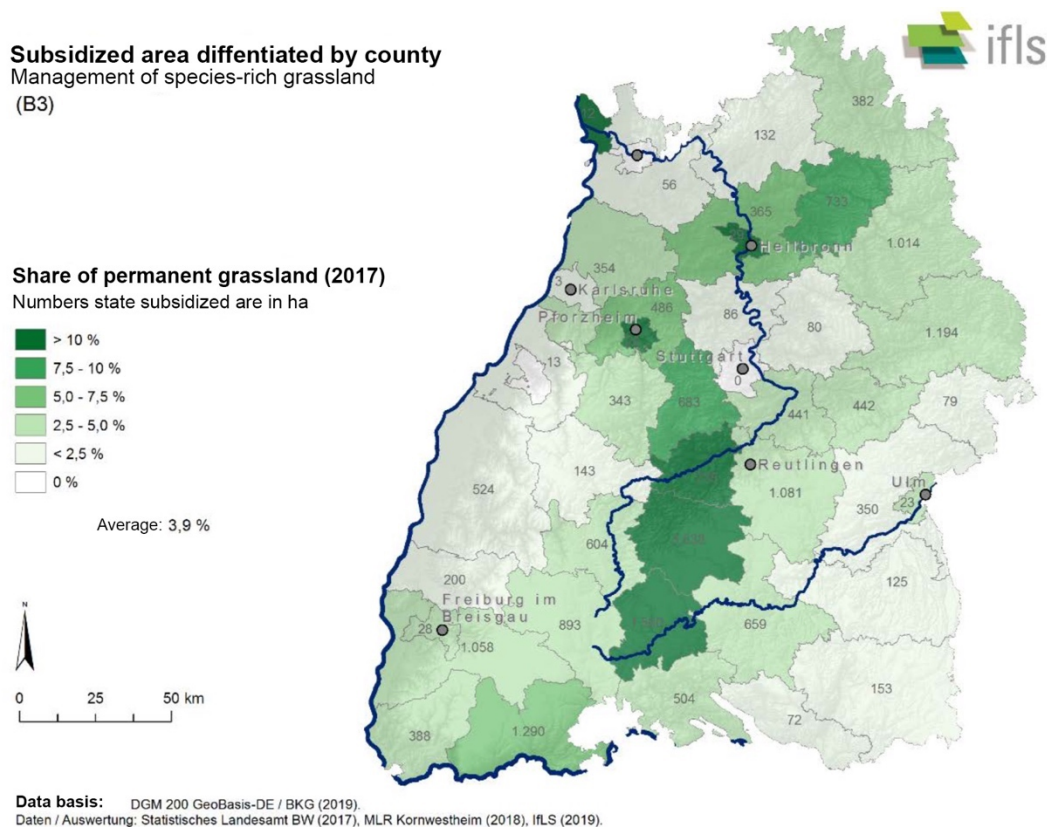 Subsidized area diffentiated by county
Management of species-rich grassland
(B3)
ifls
382
132
56
365
733
Heilbronn
1.014
354
3
Karlsruhe
486
Pforzheim
86
80
1.194
13
Stuttgart
0
343
683
441
442
79
143
Reutlingen
1.081
Ulm
23
350
524
604
125
200
Freiburg im
Breisgau
28
1.058
893
659
153
504
72
388
1.290
Share of permanent grassland (2017)
Numbers state subsidized are in ha
> 10 %
7,5 - 10 %
5,0 - 7,5 %
2,5 - 5,0 %
< 2,5 %
0 %
Average: 3,9 %
N
0 25 50 km
Data basis: DGM 200 GeoBasis-DE / BKG (2019).
Daten / Auswertung: Statistisches Landesamt BW (2017), MLR Kornwestheim (2018), IfLS (2019).